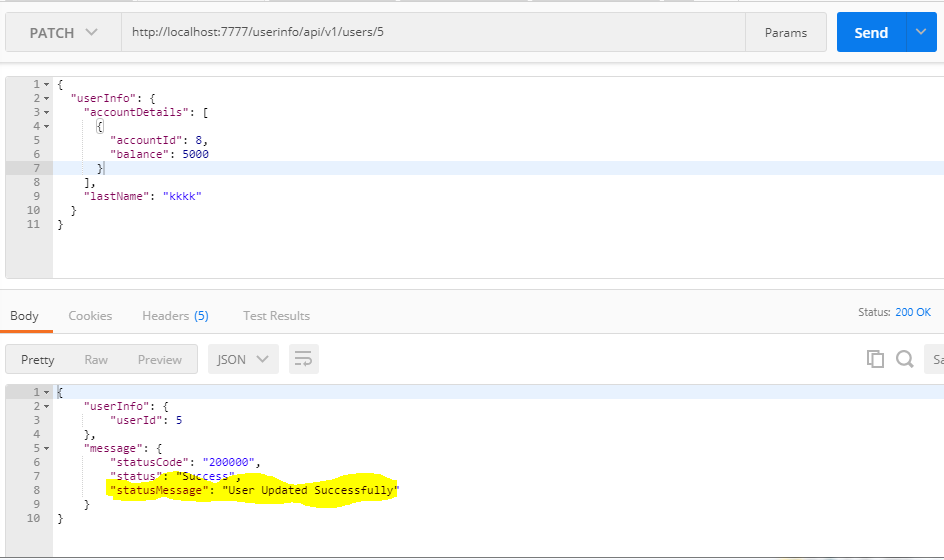 PATCH http://localhost:7777/userinfo/api/v1/users/5 Params Send
1 {
2 "userInfo": {
3 "accountDetails": [
4 {
5 "accountId": 8,
6 "balance": 5000
7 }
8 ],
9 "lastName": "kkkk"
10 }
11 }
Body Cookies Headers (5) Test Results Status: 200 OK
Pretty Raw Preview JSON Sa
1 {
2 "userInfo": {
3 "userId": 5
4 },
5 "message": {
6 "statusCode": "200000",
7 "status": "Success",
8 "statusMessage": "User Updated Successfully"
9 }
10 }